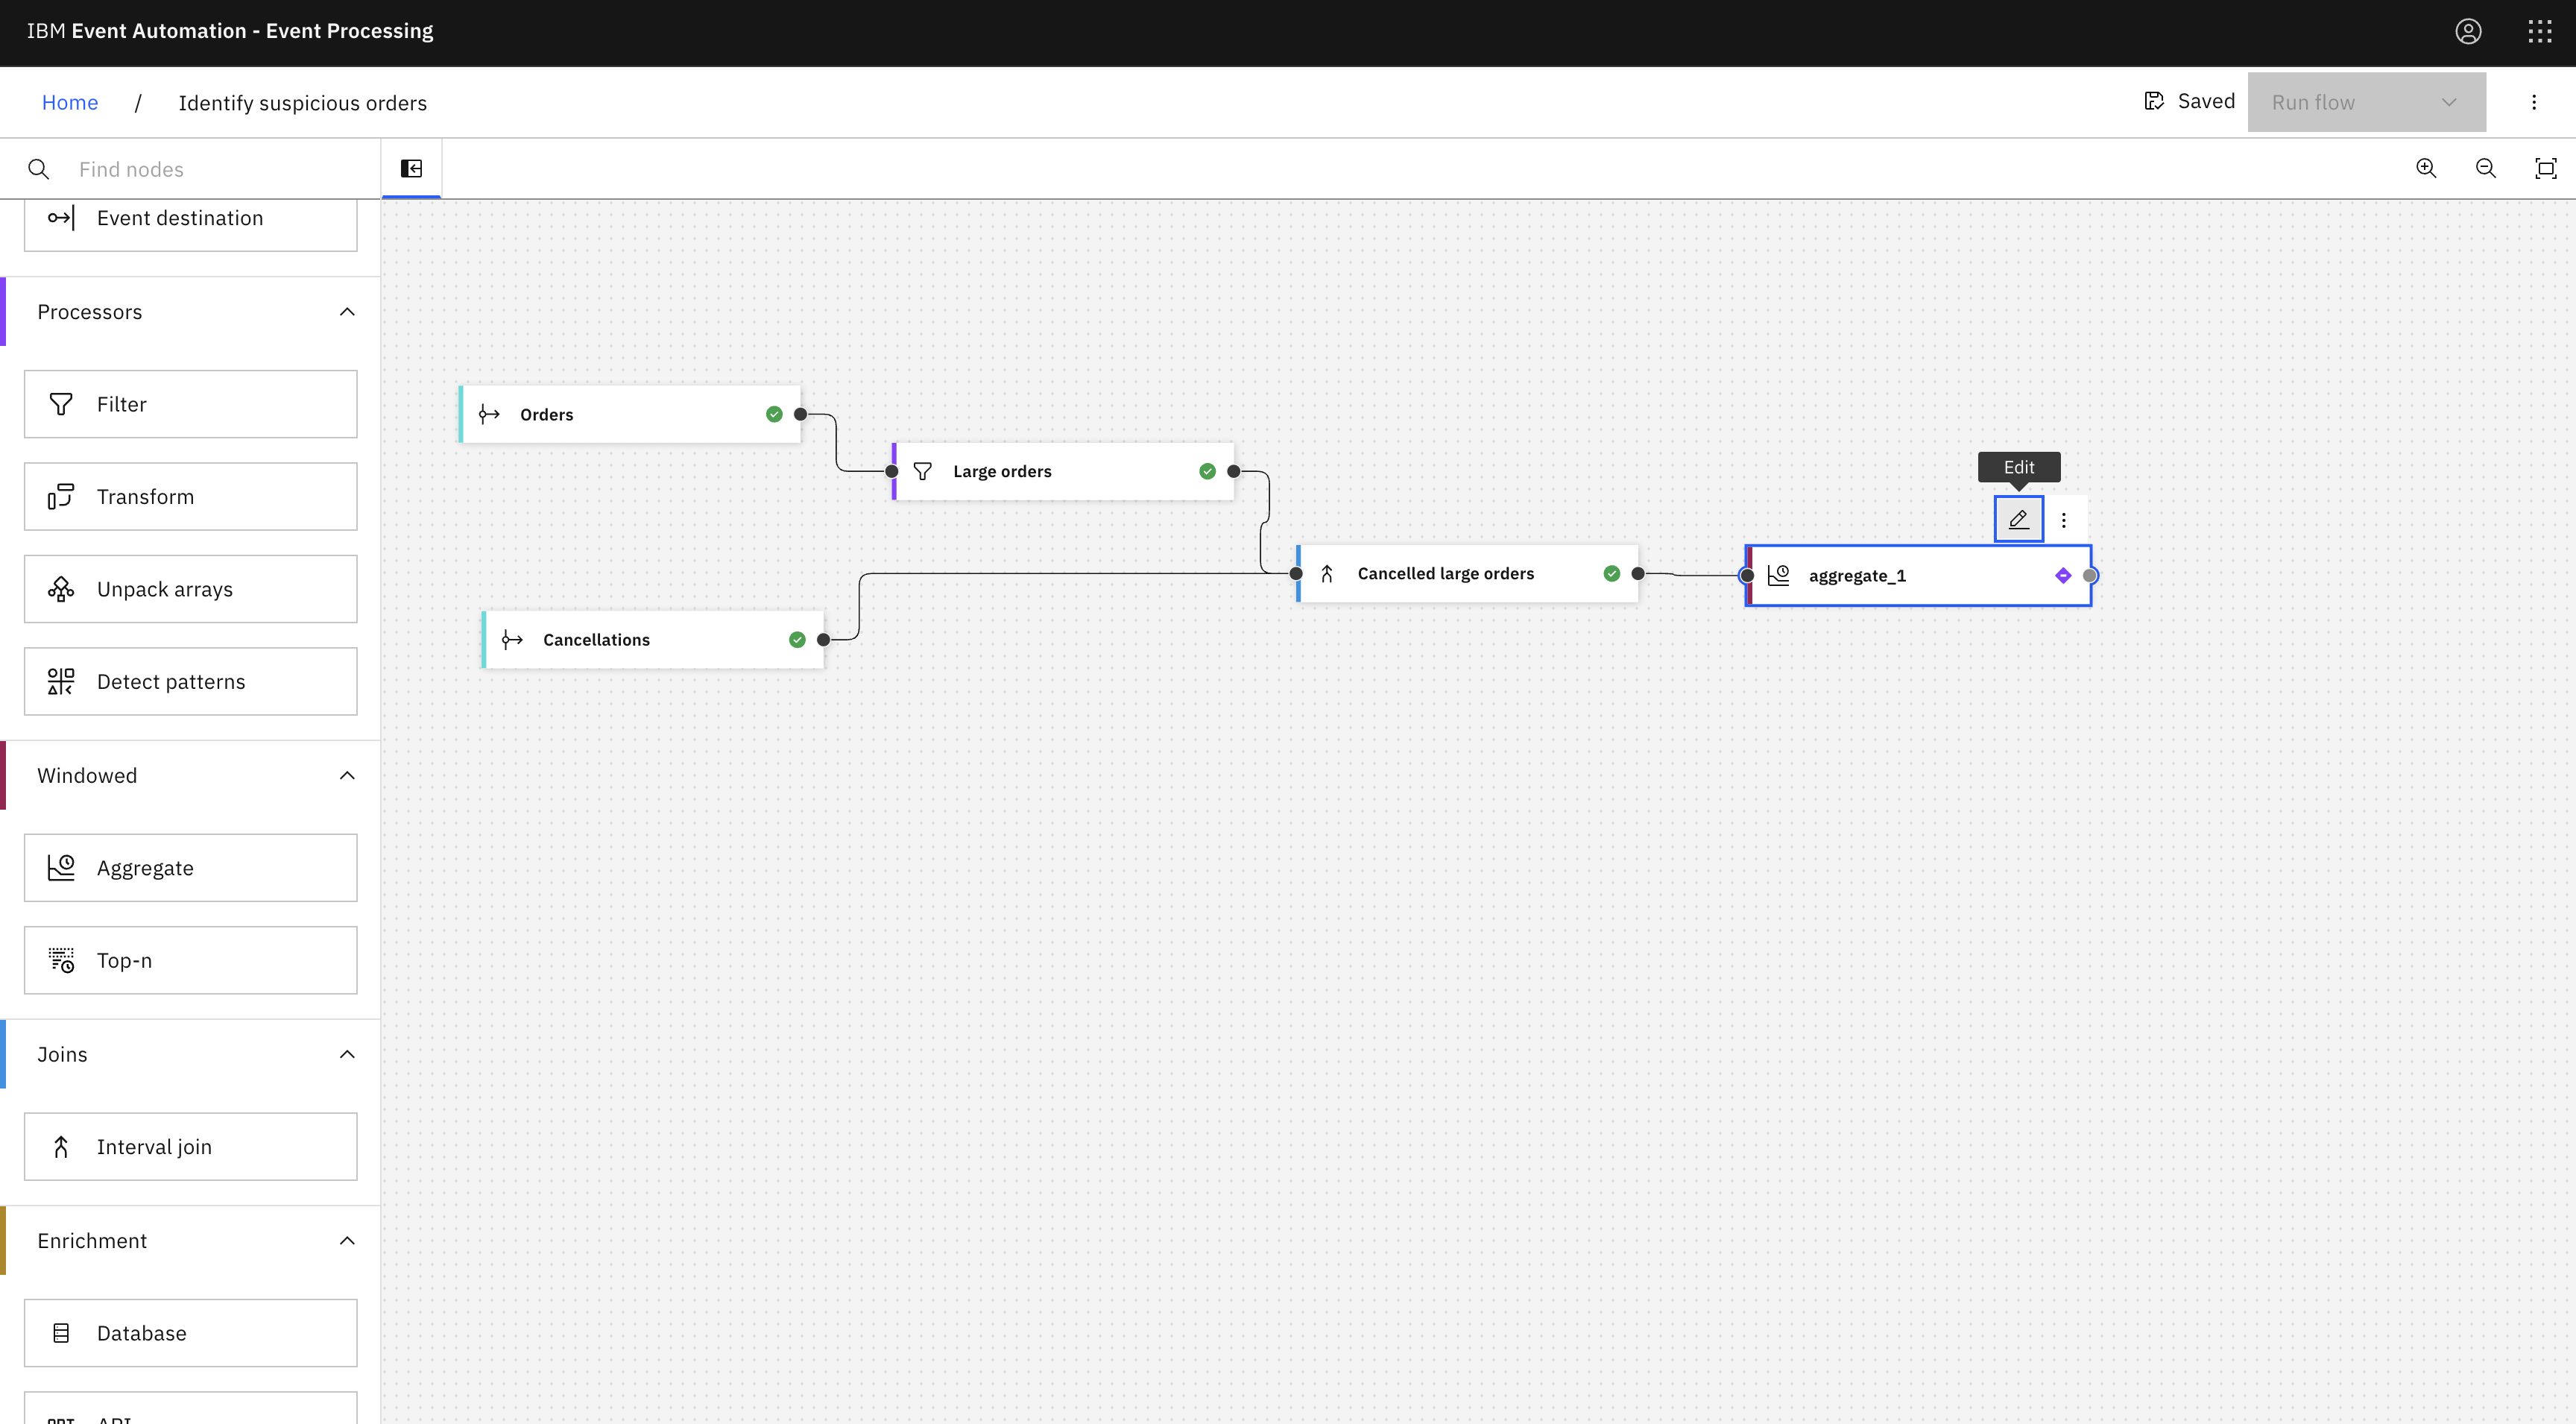 IBM Event Automation - Event Processing
Home / Identify suspicious orders
Saved
Run flow
Find nodes
Event destination
Processors
Filter
Transform
Unpack arrays
Detect patterns
Windowed
Aggregate
Top-n
Joins
Interval join
Enrichment
Database
API
Orders
Large orders
Cancellations
Cancelled large orders
Edit
aggregate_1